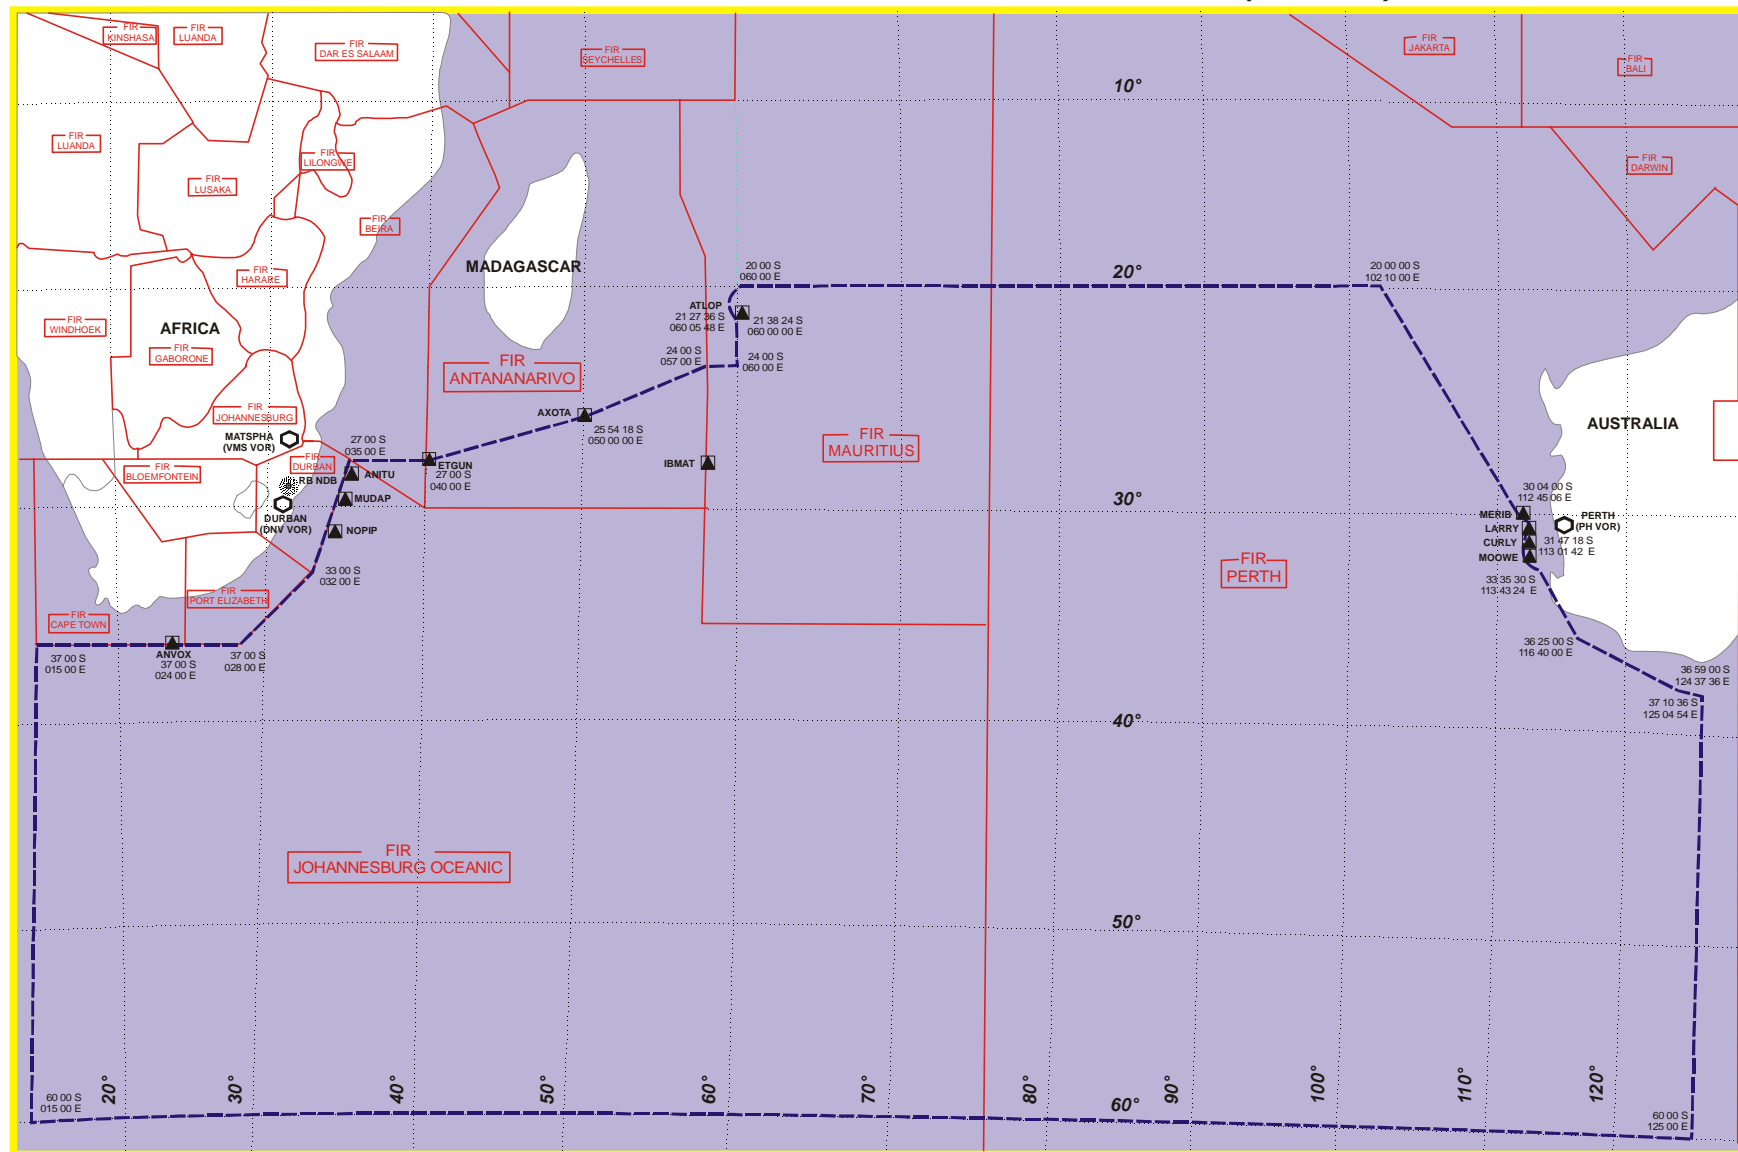 FIR
KINSHASA
FIR
LUANDA
FIR
DAR ES SALAAM
FIR
SEYCHELLES
FIR
JAKARTA
FIR
BALI
10°
FIR
LUANDA
FIR
LILONGWE
FIR
LUSAKA
FIR
DARWIN
FIR
BEIRA
MADAGASCAR
20 00 S
060 00 E
20°
20 00 00 S
102 10 00 E
FIR
HARARE
FIR
WINDHOEK
AFRICA
ATLOP
21 27 36 S
060 05 48 E
21 38 24 S
060 00 00 E
FIR
GABORONE
24 00 S
057 00 E
24 00 S
060 00 E
FIR
ANTANANARIVO
FIR
JOHANNESBURG
AXOTA
25 54 18 S
050 00 00 E
AUSTRALIA
MATSPHA
(VMS VOR)
27 00 S
035 00 E
FIR
MAURITIUS
FIR
BLOEMFONTEIN
FIR
DURBAN
ETGUN
27 00 S
040 00 E
IBMAT
RB NDB
ANITU
MUDAP
30°
30 04 00 S
112 45 06 E
DURBAN
(DNV VOR)
NOPIP
MERIB
LARRY
CURLY
MOOWE
PERTH
(PH VOR)
31 47 18 S
113 01 42 E
33 00 S
032 00 E
FIR
PERTH
33 35 30 S
113 43 24 E
FIR
PORT ELIZABETH
FIR
CAPE TOWN
37 00 S
015 00 E
ANVOX
37 00 S
024 00 E
37 00 S
028 00 E
36 25 00 S
116 40 00 E
36 59 00 S
124 37 36 E
37 10 36 S
125 04 54 E
40°
FIR
JOHANNESBURG OCEANIC
50°
60 00 S
015 00 E
20°
30°
40°
50°
60°
70°
80°
60°
90°
100°
110°
120°
60 00 S
125 00 E